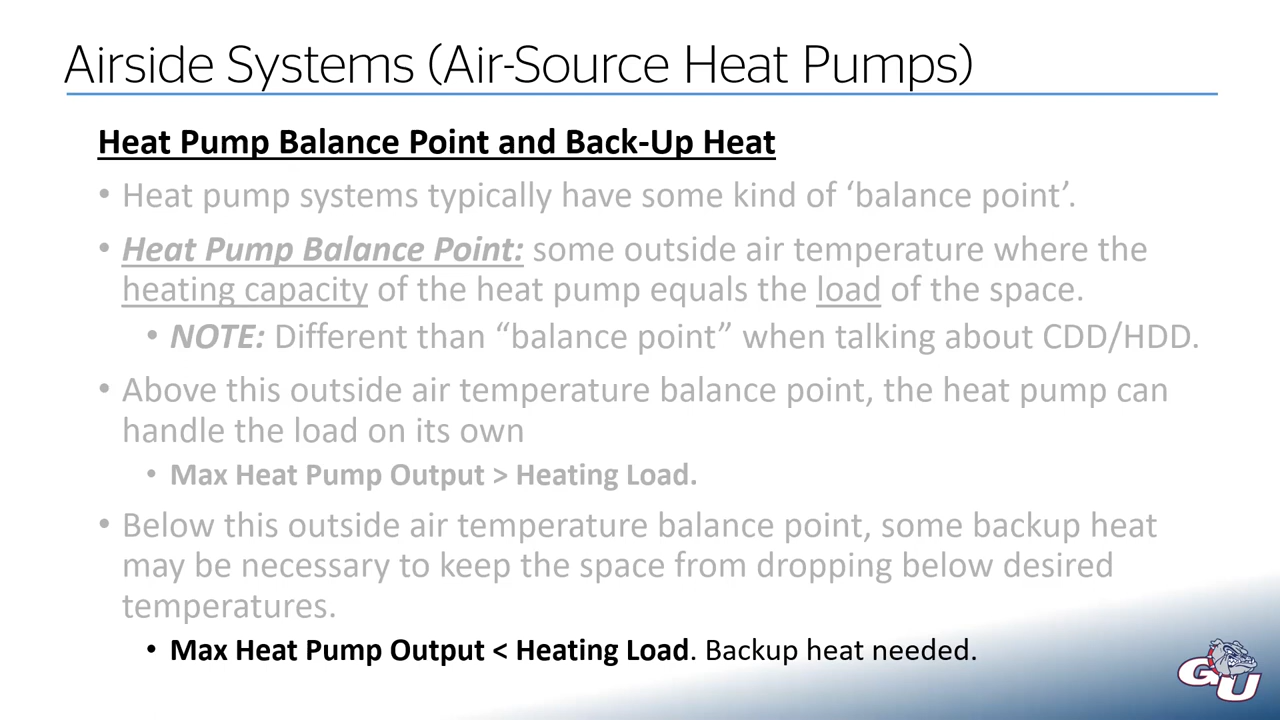 Airside Systems (Air-Source Heat Pumps)
Heat Pump Balance Point and Back-Up Heat
• Heat pump systems typically have some kind of ‘balance point’.
• Heat Pump Balance Point: some outside air temperature where the
heating capacity of the heat pump equals the load of the space.
• NOTE: Different than “balance point” when talking about CDD/HDD.
• Above this outside air temperature balance point, the heat pump can
handle the load on its own
• Max Heat Pump Output > Heating Load.
• Below this outside air temperature balance point, some backup heat
may be necessary to keep the space from dropping below desired
temperatures.
• Max Heat Pump Output < Heating Load. Backup heat needed.
GU